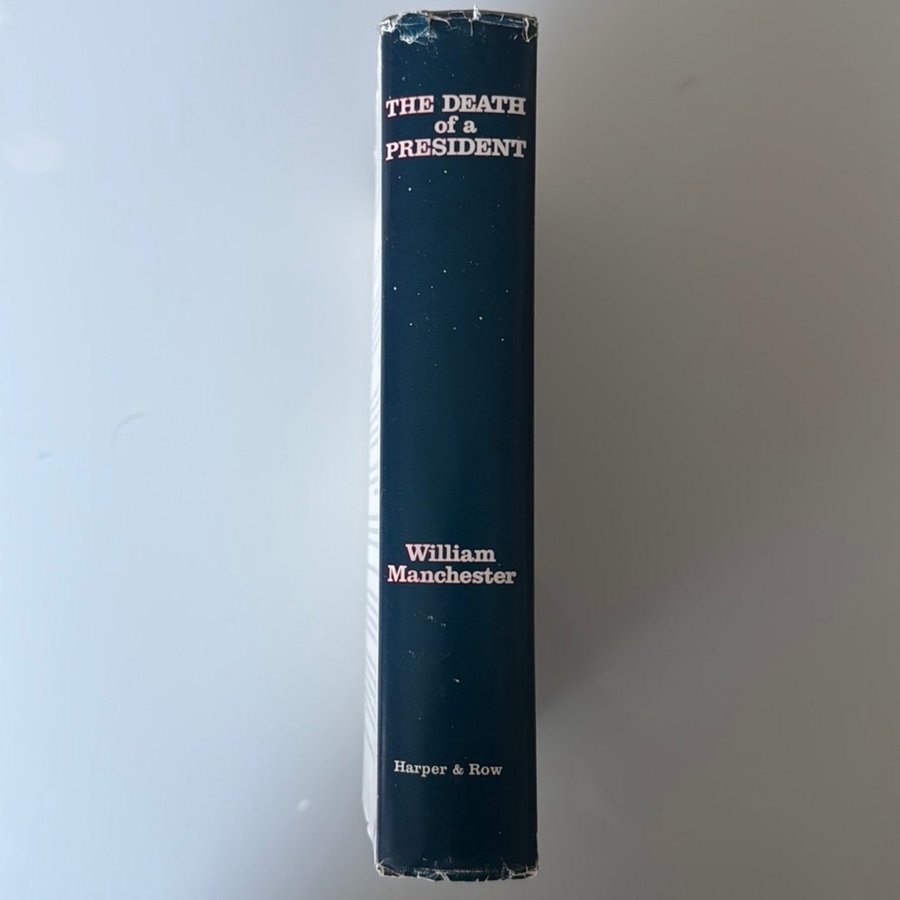 THE DEATH
of a
PRESIDENT
William
Manchester
Harper & Row